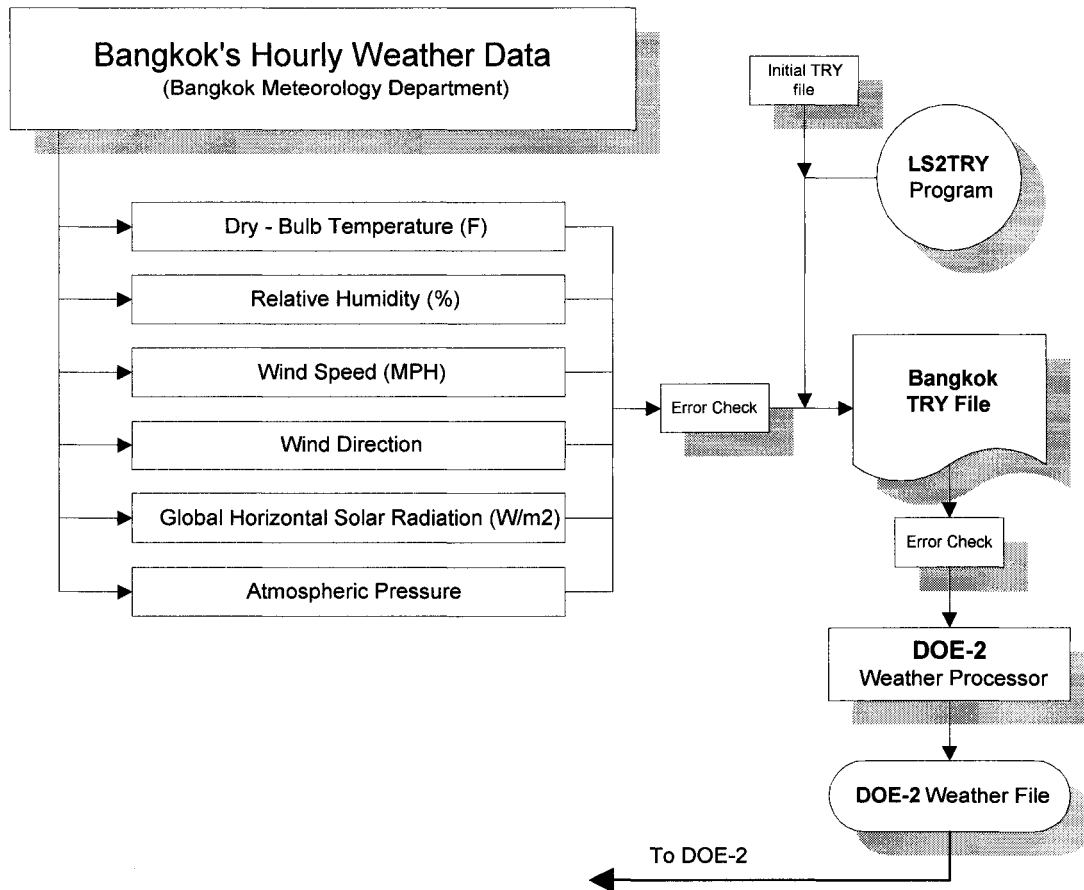 Bangkok's Hourly Weather Data
(Bangkok Meteorology Department)
Initial TRY
file
LS2TRY
Program
Dry - Bulb Temperature (F)
Relative Humidity (%)
Wind Speed (MPH)
Wind Direction
Global Horizontal Solar Radiation (W/m2)
Atmospheric Pressure
Error Check
Bangkok
TRY File
Error Check
DOE-2
Weather Processor
DOE-2 Weather File
To DOE-2